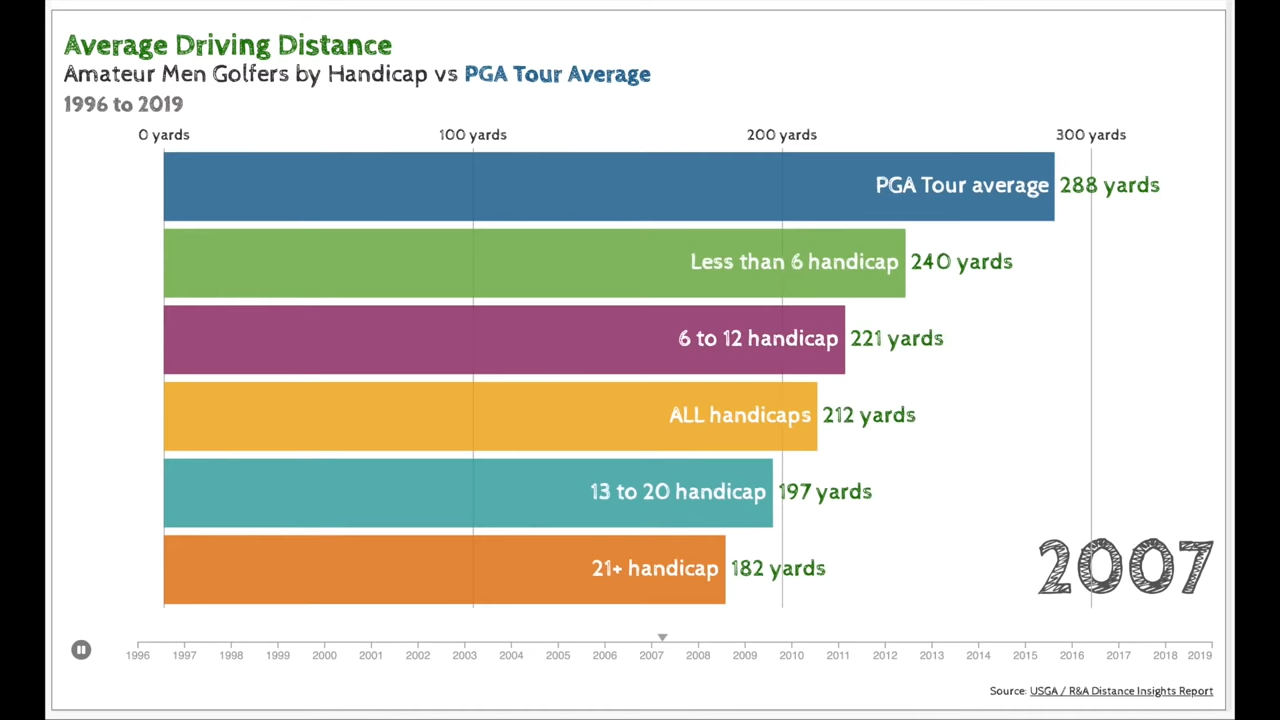 Average Driving Distance
Amateur Men Golfers by Handicap vs PGA Tour Average
1996 to 2019
0 yards 100 yards 200 yards 300 yards
PGA Tour average 288 yards
Less than 6 handicap 240 yards
6 to 12 handicap 221 yards
ALL handicaps 212 yards
13 to 20 handicap 197 yards
21+ handicap 182 yards
2007
1996 1997 1998 1999 2000 2001 2002 2003 2004 2005 2006 2007 2008 2009 2010 2011 2012 2013 2014 2015 2016 2017 2018 2019
Source: USGA / R&A Distance Insights Report